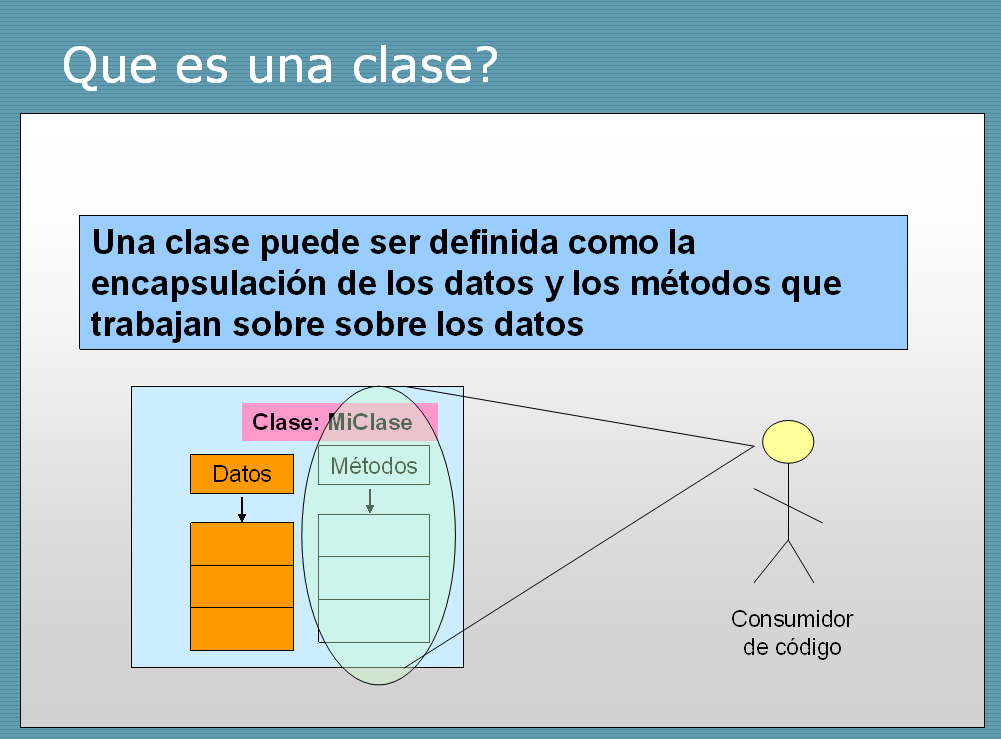 Que es una clase?
Una clase puede ser definida como la
encapsulación de los datos y los métodos que
trabajan sobre sobre los datos
Clase: MiClase
Datos
Métodos
Consumidor
de código